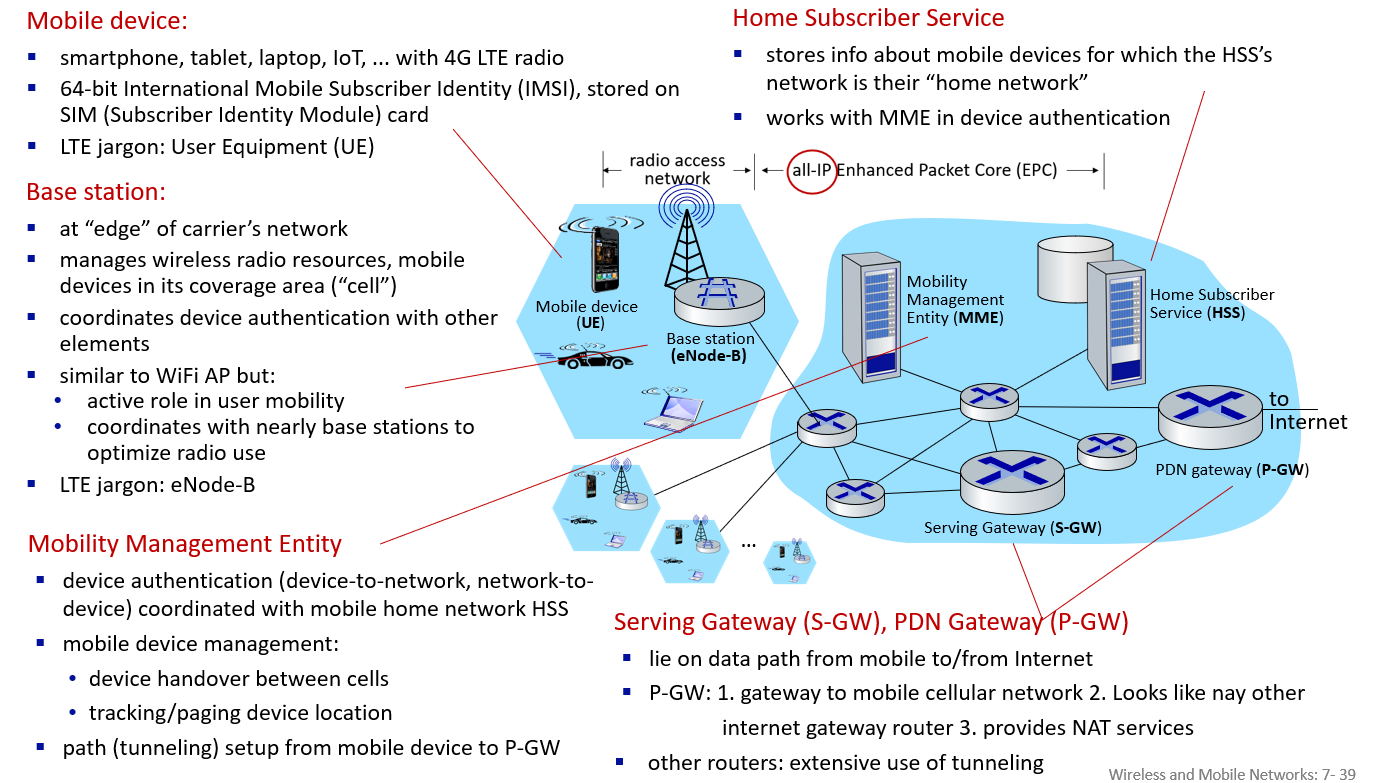 Mobile device:
▪ smartphone, tablet, laptop, IoT, ... with 4G LTE radio
▪ 64-bit International Mobile Subscriber Identity (IMSI), stored on
SIM (Subscriber Identity Module) card
▪ LTE jargon: User Equipment (UE)
Base station:
▪ at “edge” of carrier’s network
▪ manages wireless radio resources, mobile
devices in its coverage area (“cell”)
▪ coordinates device authentication with other
elements
▪ similar to WiFi AP but:
• active role in user mobility
• coordinates with nearly base stations to
optimize radio use
▪ LTE jargon: eNode-B
Mobility Management Entity
▪ device authentication (device-to-network, network-to-
device) coordinated with mobile home network HSS
▪ mobile device management:
• device handover between cells
• tracking/paging device location
▪ path (tunneling) setup from mobile device to P-GW
Home Subscriber Service
▪ stores info about mobile devices for which the HSS’s
network is their “home network”
▪ works with MME in device authentication
radio access
network
all-IP Enhanced Packet Core (EPC)
Mobile device
(UE)
Base station
(eNode-B)
Mobility
Management
Entity (MME)
Home Subscriber
Service (HSS)
to
Internet
PDN gateway (P-GW)
Serving Gateway (S-GW)
...
Serving Gateway (S-GW), PDN Gateway (P-GW)
▪ lie on data path from mobile to/from Internet
▪ P-GW: 1. gateway to mobile cellular network 2. Looks like nay other
internet gateway router 3. provides NAT services
▪ other routers: extensive use of tunneling
Wireless and Mobile Networks: 7- 39